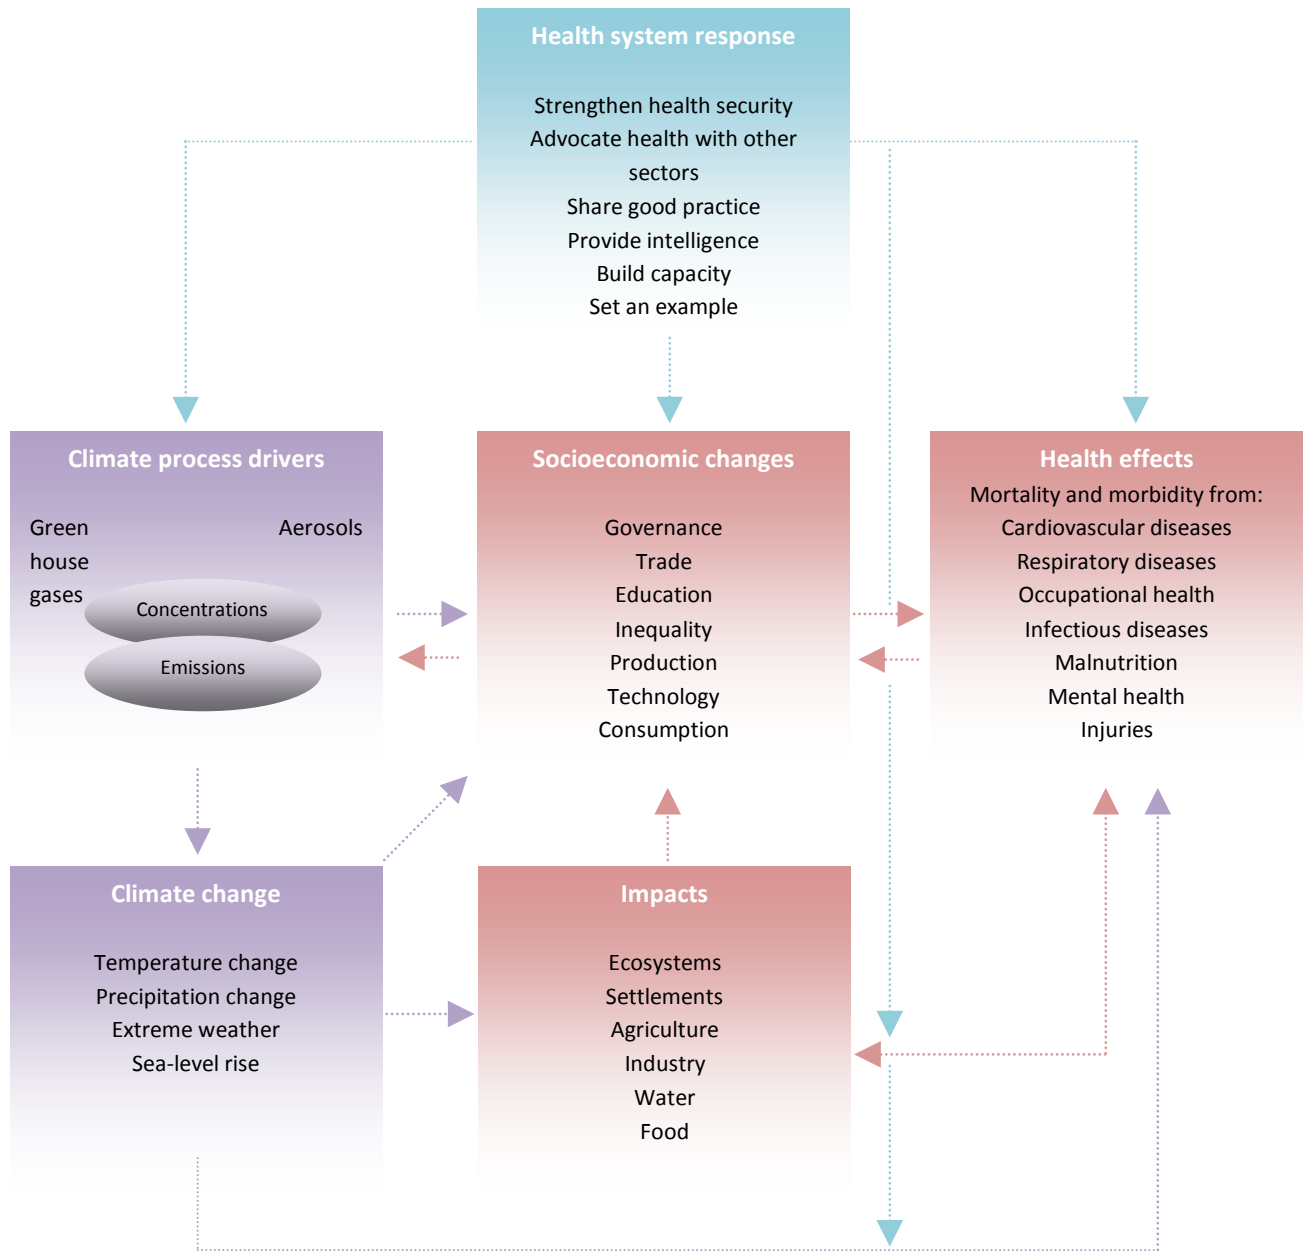 Health system response
Strengthen health security
Advocate health with other
sectors
Share good practice
Provide intelligence
Build capacity
Set an example
Climate process drivers
Green
house
gases
Aerosols
Concentrations
Emissions
Socioeconomic changes
Governance
Trade
Education
Inequality
Production
Technology
Consumption
Health effects
Mortality and morbidity from:
Cardiovascular diseases
Respiratory diseases
Occupational health
Infectious diseases
Malnutrition
Mental health
Injuries
Climate change
Temperature change
Precipitation change
Extreme weather
Sea-level rise
Impacts
Ecosystems
Settlements
Agriculture
Industry
Water
Food